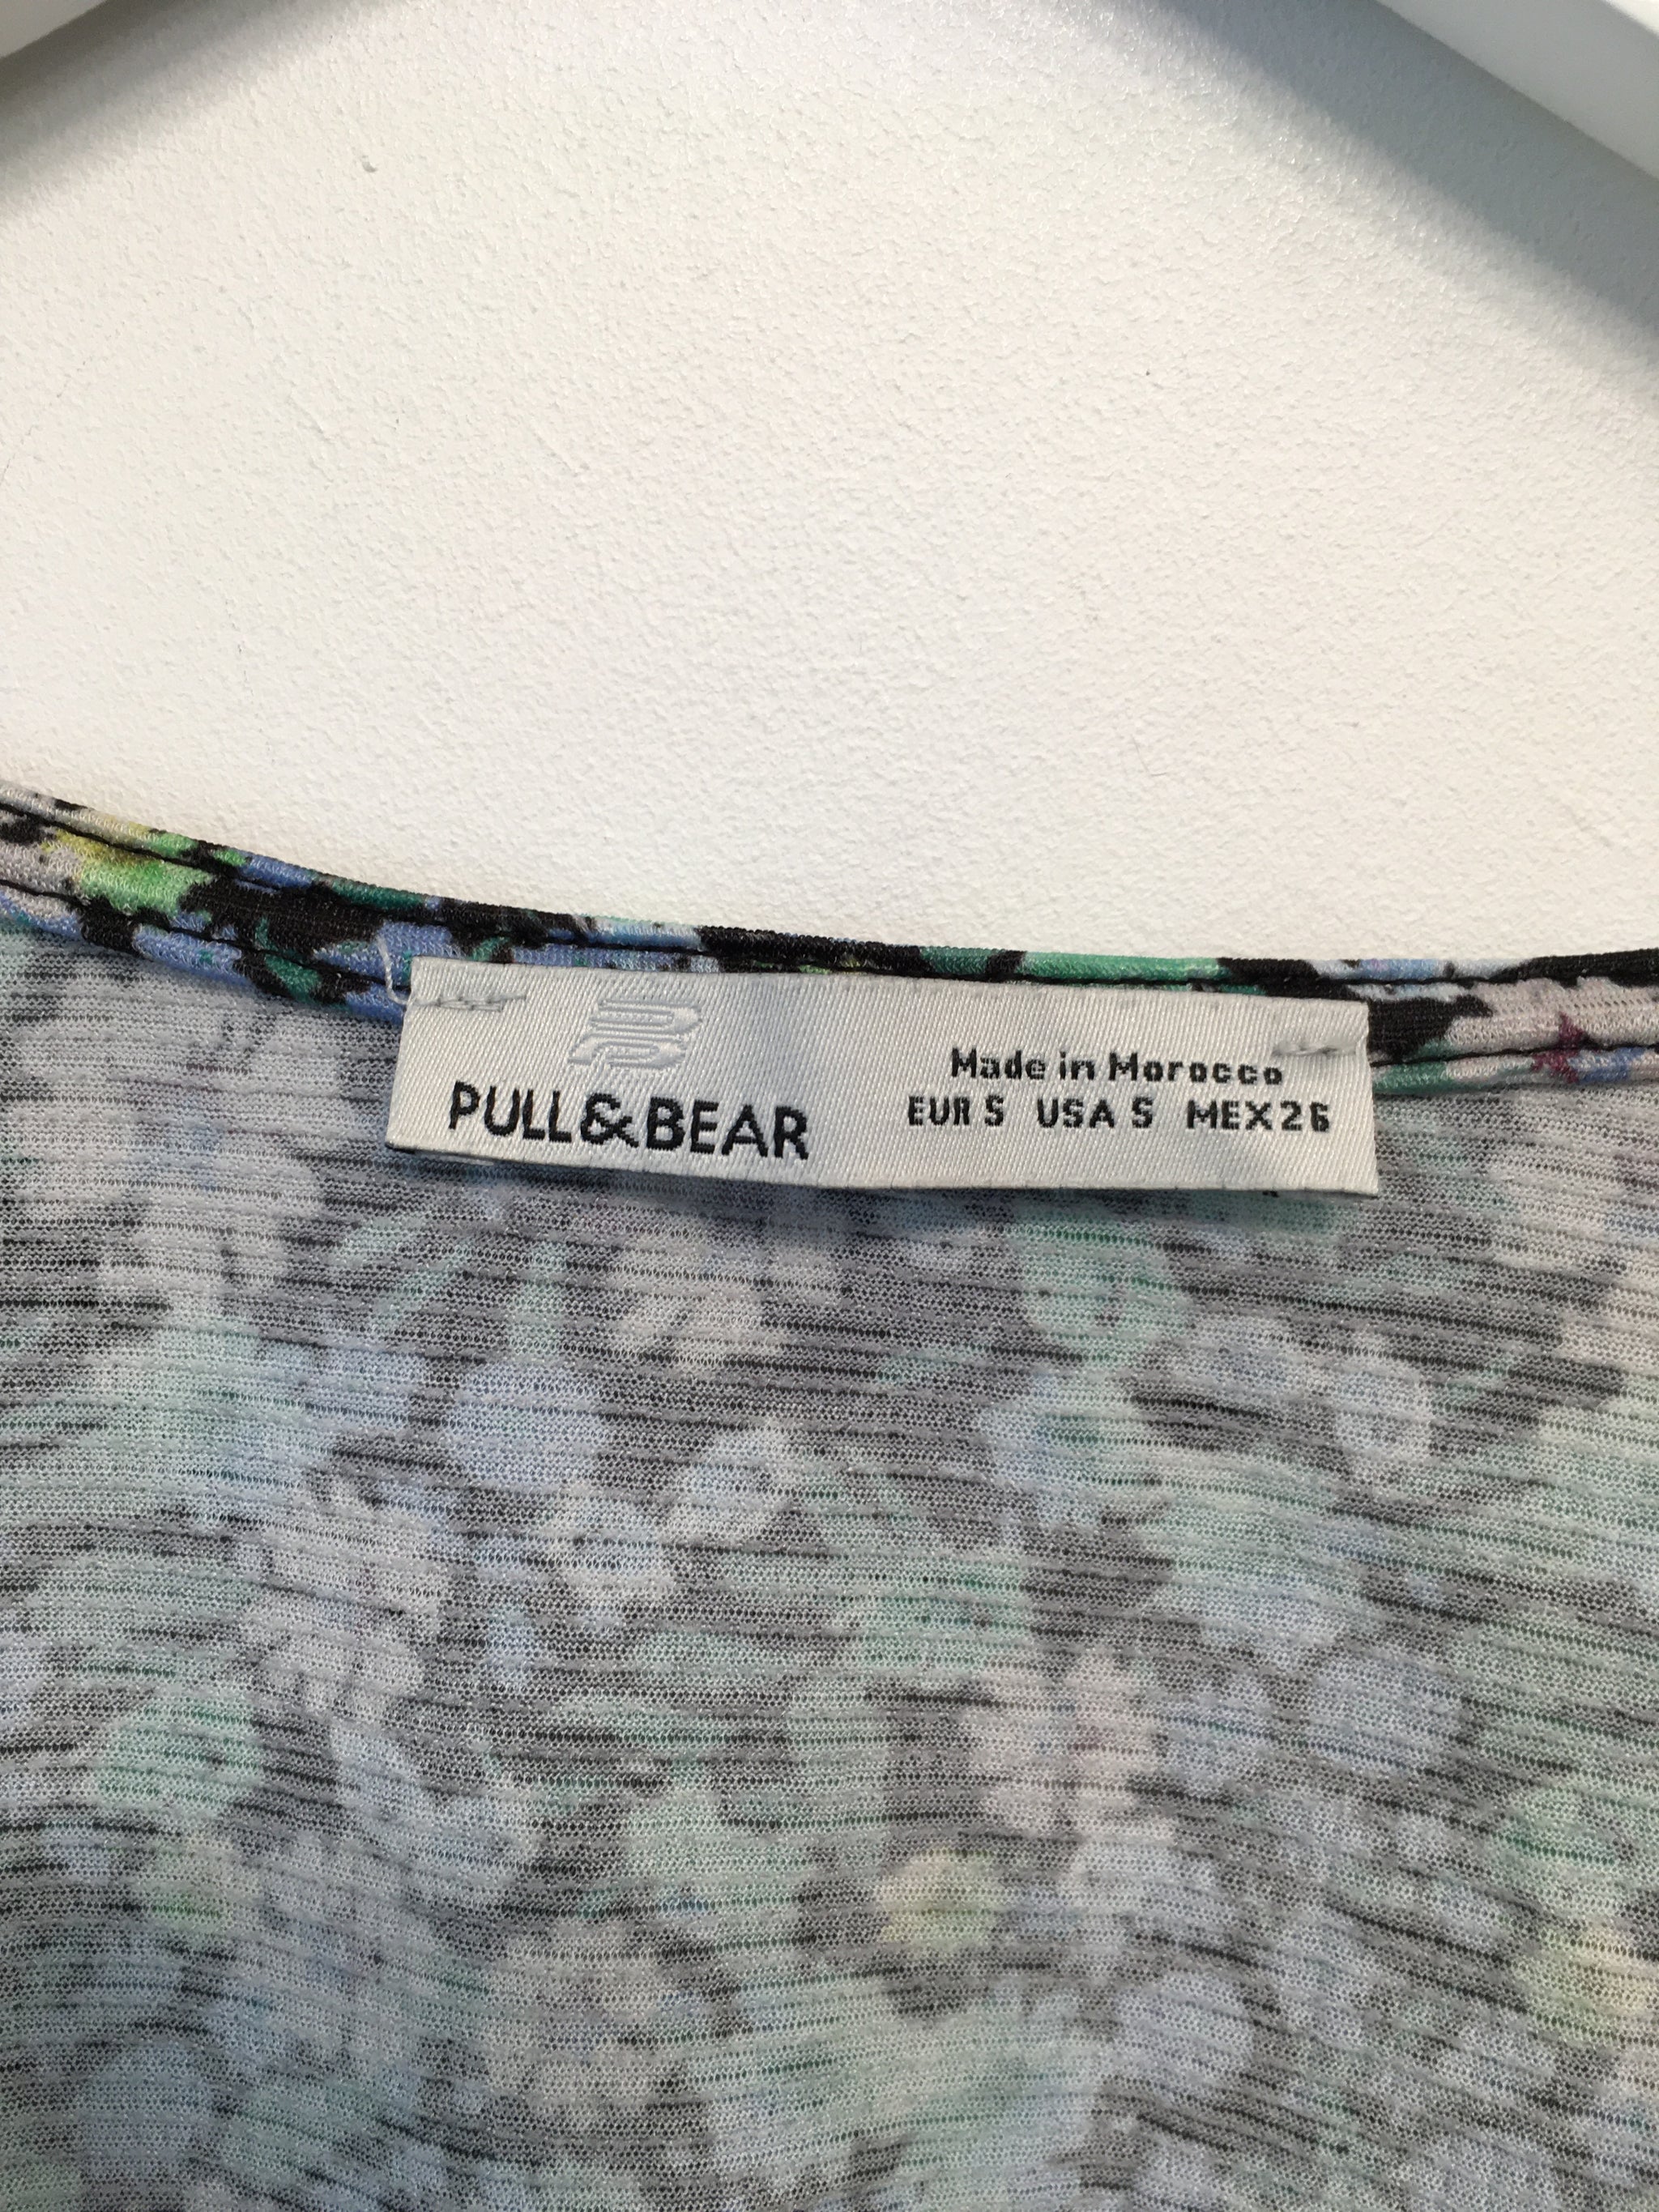 PULL&BEAR
Made in Morocco
EUR S USA S MEX 26